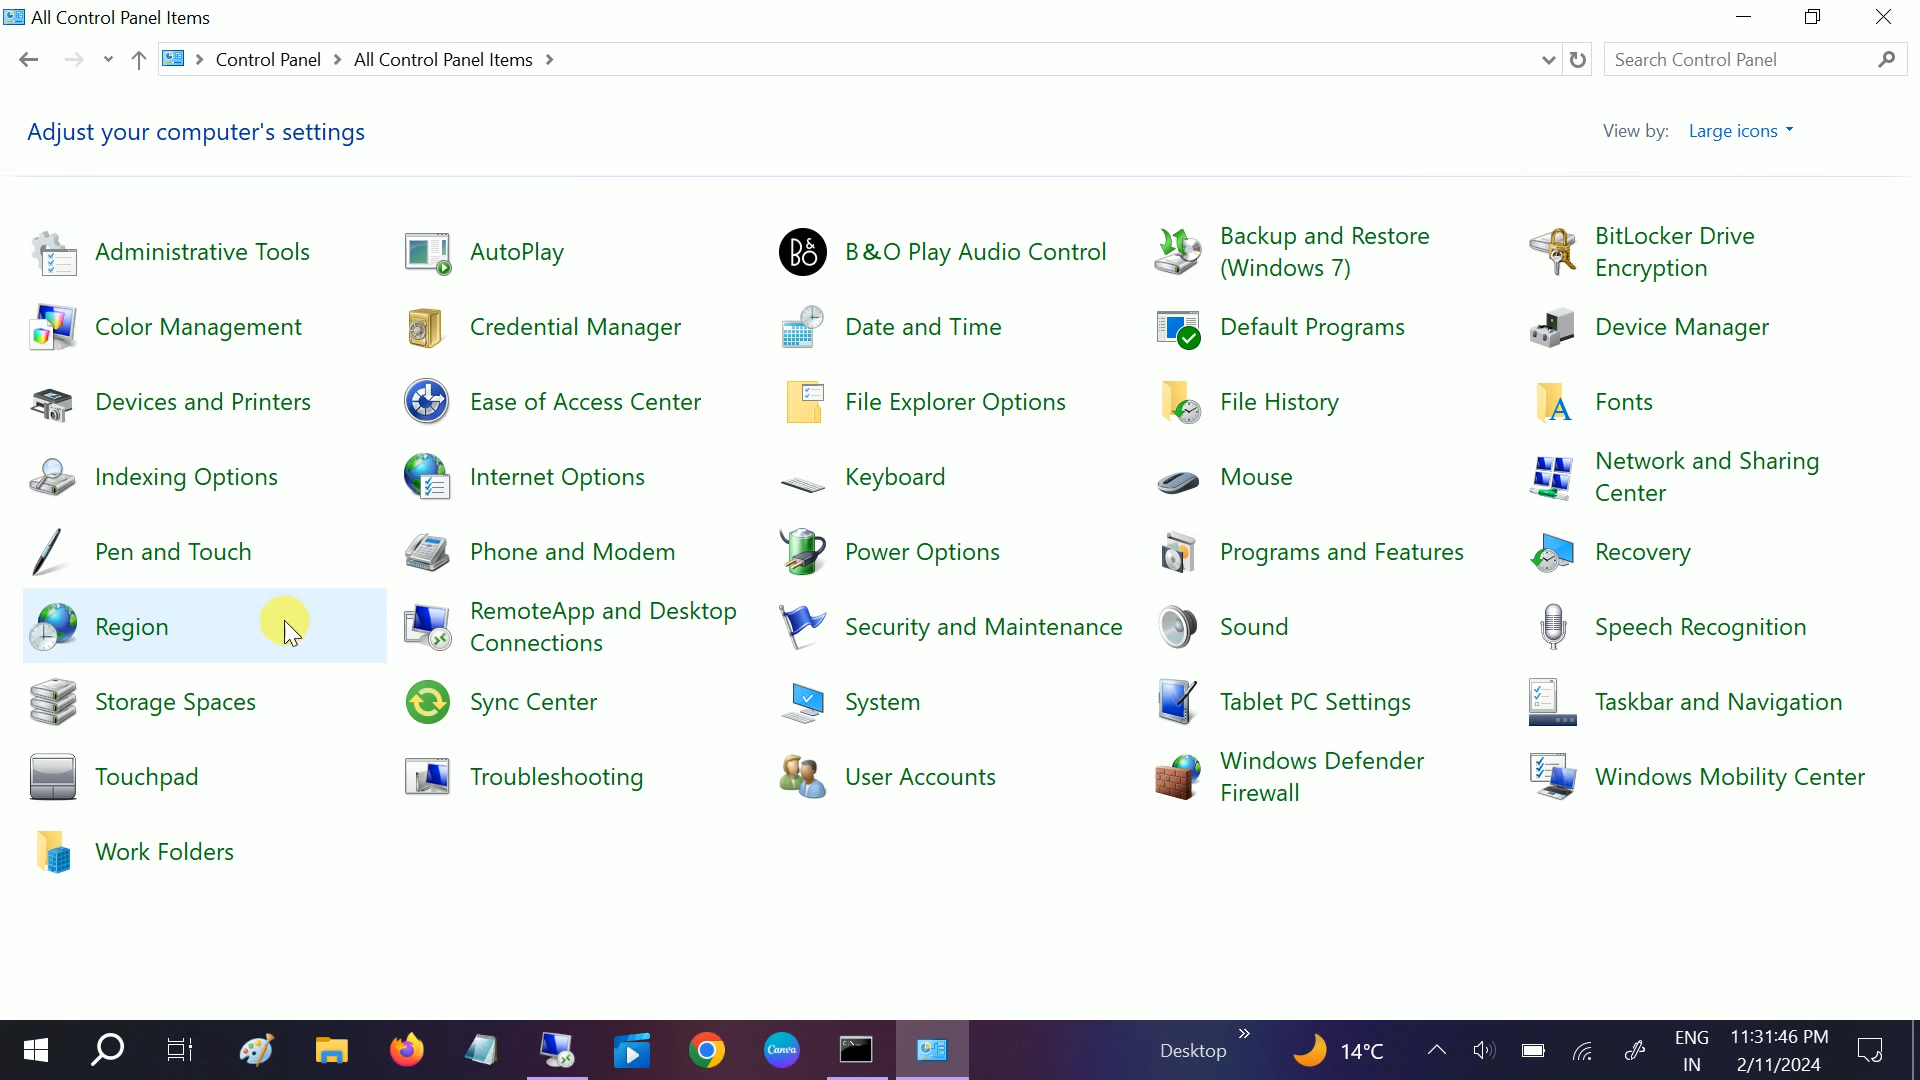 All Control Panel Items
Control Panel > All Control Panel Items >
Search Control Panel
Adjust your computer's settings
View by: Large icons
Administrative Tools
AutoPlay
B&O
B&O Play Audio Control
Backup and Restore
(Windows 7)
BitLocker Drive
Encryption
Color Management
Credential Manager
Date and Time
Default Programs
Device Manager
Devices and Printers
Ease of Access Center
File Explorer Options
File History
Fonts
Indexing Options
Internet Options
Keyboard
Mouse
Network and Sharing
Center
Pen and Touch
Phone and Modem
Power Options
Programs and Features
Recovery
Region
RemoteApp and Desktop
Connections
Security and Maintenance
Sound
Speech Recognition
Storage Spaces
Sync Center
System
Tablet PC Settings
Taskbar and Navigation
Touchpad
Troubleshooting
User Accounts
Windows Defender
Firewall
Windows Mobility Center
Work Folders
Canva
Desktop
14°C
ENG
IN
11:31:46 PM
2/11/2024